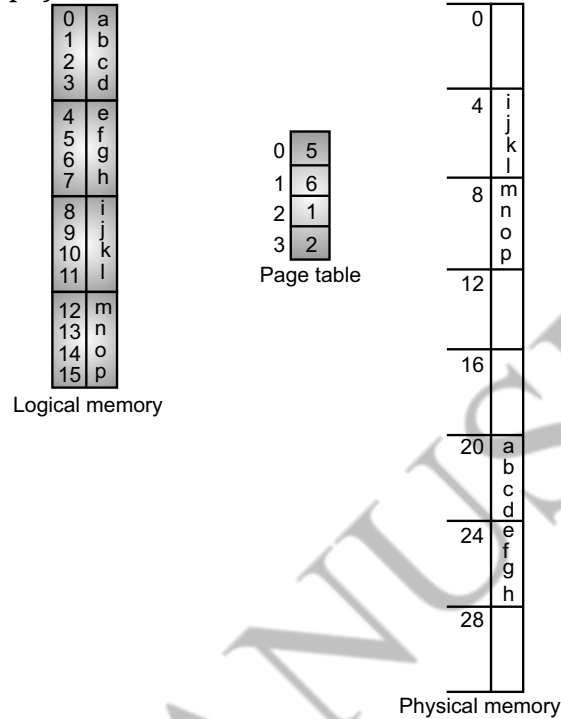 0 a
1 b
2 c
3 d
4 e
5 f
6 g
7 h
8 i
9 j
10 k
11 l
12 m
13 n
14 o
15 p
Logical memory
0 5
1 6
2 1
3 2
Page table
0
4 i
j
k
l
8 m
n
o
p
12
16
20 a
b
c
d
24 e
f
g
h
28
Physical memory